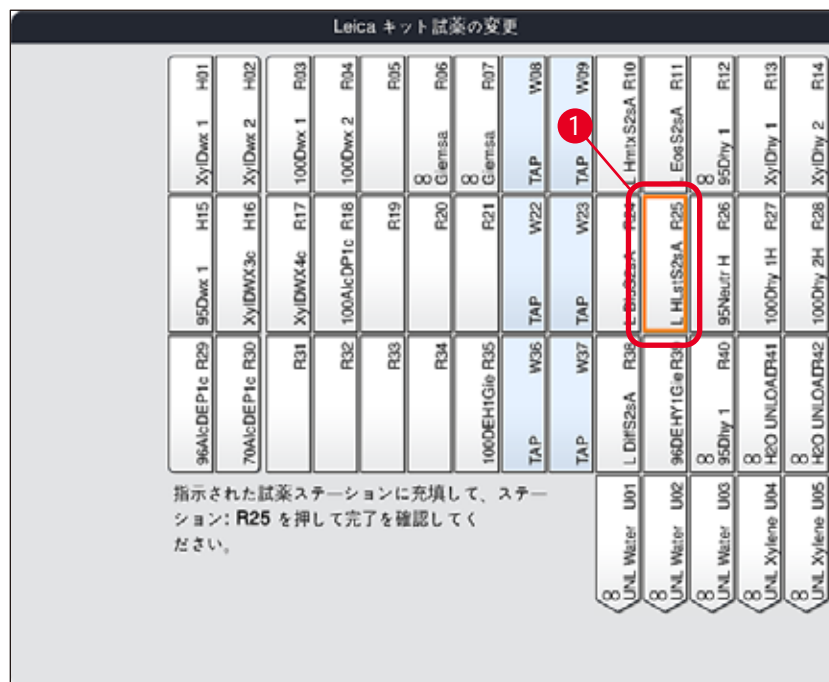 Leica キット試薬の変更
XylDwx 1 H01
XylDwx 2 H02
100Dwx 1 R03
100Dwx 2 R04
R05
∞ Giemsa R06
∞ Giemsa R07
TAP W08
TAP W09
L HmtxS2sA R10
L EosS2sA R11
∞ 95Dhy 1 R12
XylDhy 1 R13
XylDhy 2 R14
1
95Dwx 1 H15
XylDWX3c H16
XylDWX4c R17
100AlcDP1c R18
R19
R20
R21
TAP W22
TAP W23
R24
L HLstS2sA R25
95Neutr H R26
100Dhy 1H R27
100Dhy 2H R28
96AlcDEP1c R29
70AlcDEP1c R30
R31
R32
R33
R34
100DEH1Gie R35
TAP W36
TAP W37
L DiffS2sA R38
96DEHY1Gie R39
∞ 95Dhy 1 R40
∞ H2O UNLOADR41
∞ H2O UNLOADR42
指示された試薬ステーションに充填して、ステー
ション: R25 を押して完了を確認してく
ださい。
∞ UNL Water U01
∞ UNL Water U02
∞ UNL Water U03
∞ UNL Xylene U04
∞ UNL Xylene U05